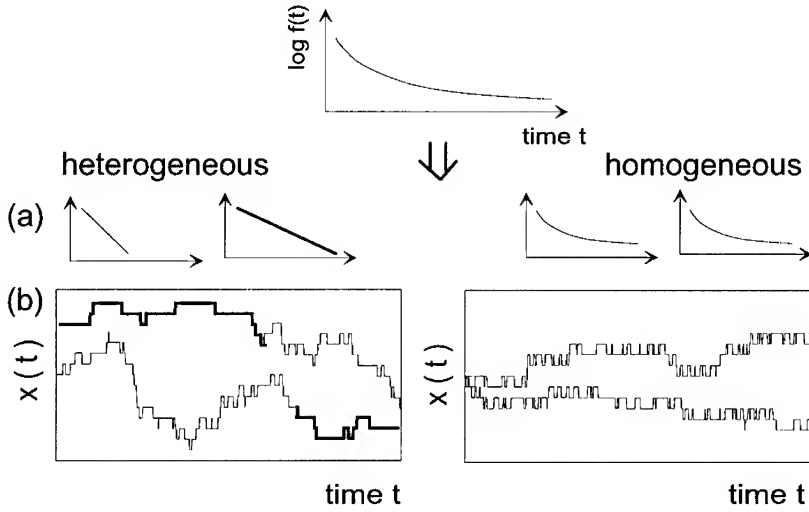 log f(t)
time t
heterogeneous
homogeneous
(a)
(b)
x ( t )
x ( t )
time t
time t